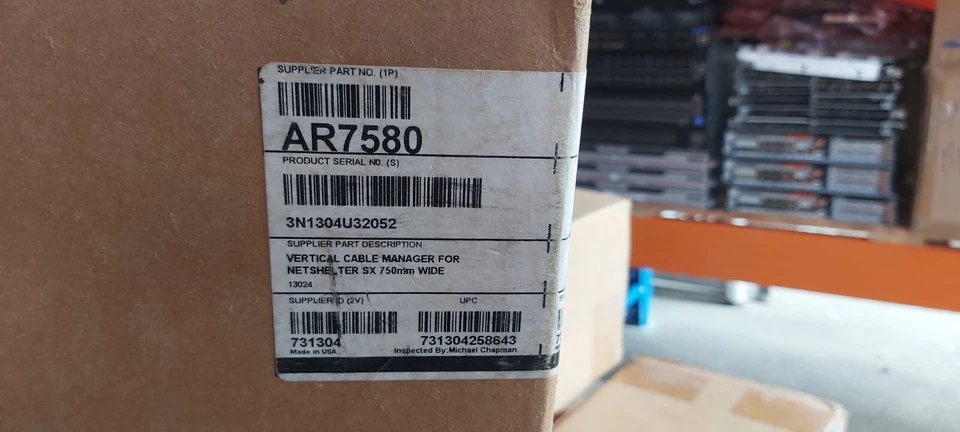 SUPPLIER PART NO. (1P)
AR7580
PRODUCT SERIAL NO. (S)
3N1304U32052
SUPPLIER PART DESCRIPTION
VERTICAL CABLE MANAGER FOR
NETSHELTER SX 750mm WIDE
13024
SUPPLIER ID (2V) UPC
731304 731304258643
Made in USA Inspected By:Michael Chapman